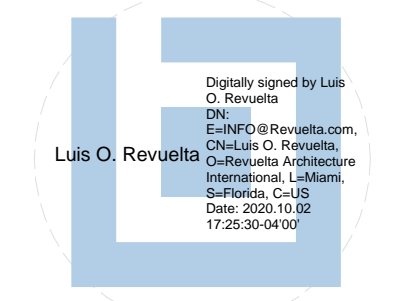 Luis O. Revuelta
Digitally signed by Luis
O. Revuelta
DN:
E=INFO@Revuelta.com,
CN=Luis O. Revuelta,
O=Revuelta Architecture
International, L=Miami,
S=Florida, C=US
Date: 2020.10.02
17:25:30-04'00'